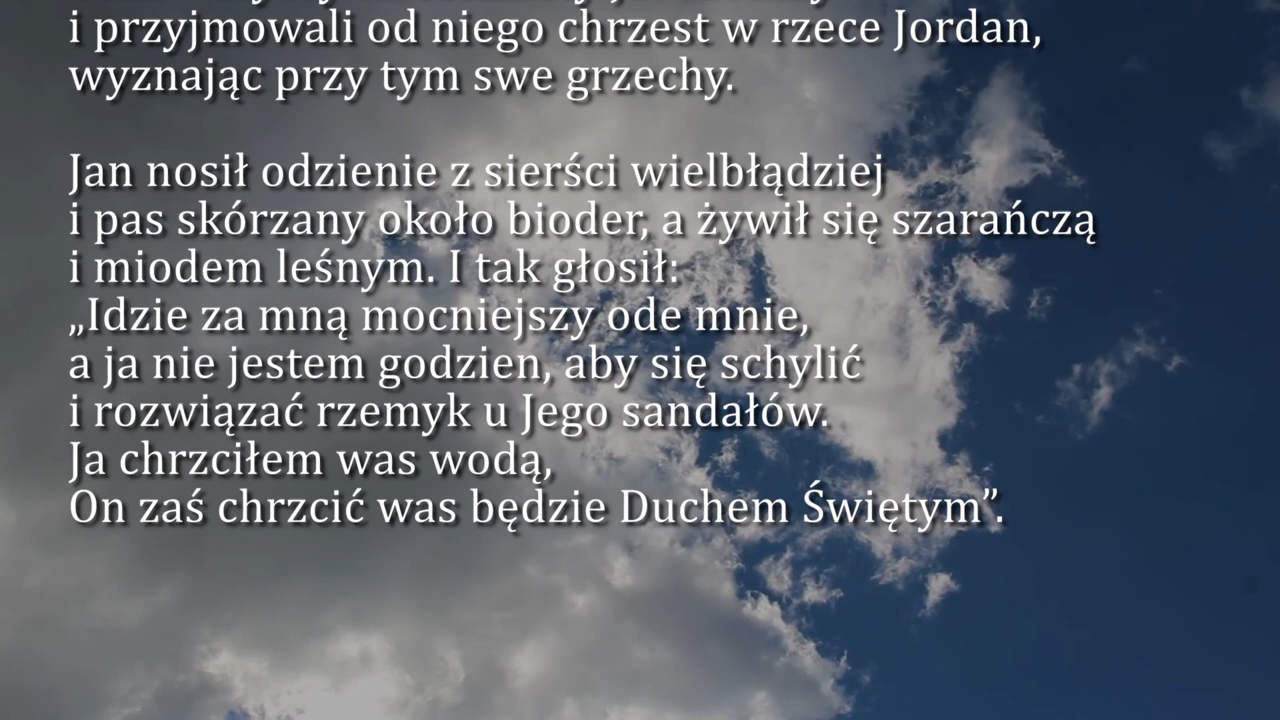 i przyjmowali od niego chrzest w rzece Jordan,
wyznając przy tym swe grzechy.
Jan nosił odzienie z sierści wielbłądziej
i pas skórzany około bioder, a żywił się szarańczą
i miodem leśnym. I tak głosił:
„Idzie za mną mocniejszy ode mnie,
a ja nie jestem godzien, aby się schylić
i rozwiązać rzemyk u Jego sandałów.
Ja chrzciłem was wodą,
On zaś chrzcić was będzie Duchem Świętym”.